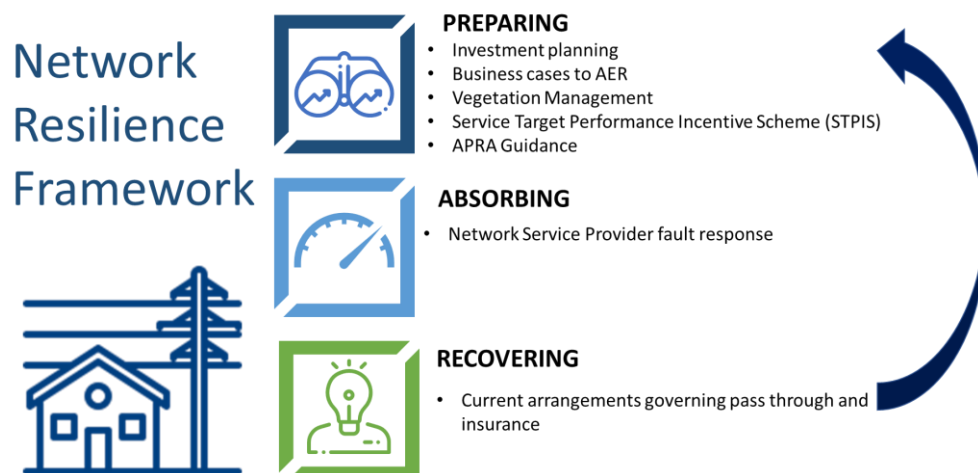 Network
Resilience
Framework
PREPARING
• Investment planning
• Business cases to AER
• Vegetation Management
• Service Target Performance Incentive Scheme (STPIS)
• APRA Guidance
ABSORBING
• Network Service Provider fault response
RECOVERING
• Current arrangements governing pass through and
insurance